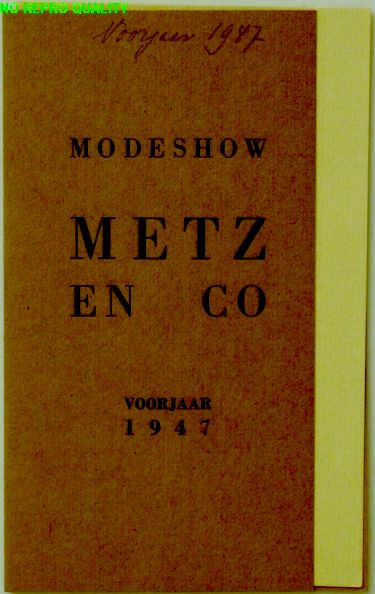 NO REPRO QUALITY
Voorjaar 1947
MODESHOW
METZ
EN CO
VOORJAAR
1947